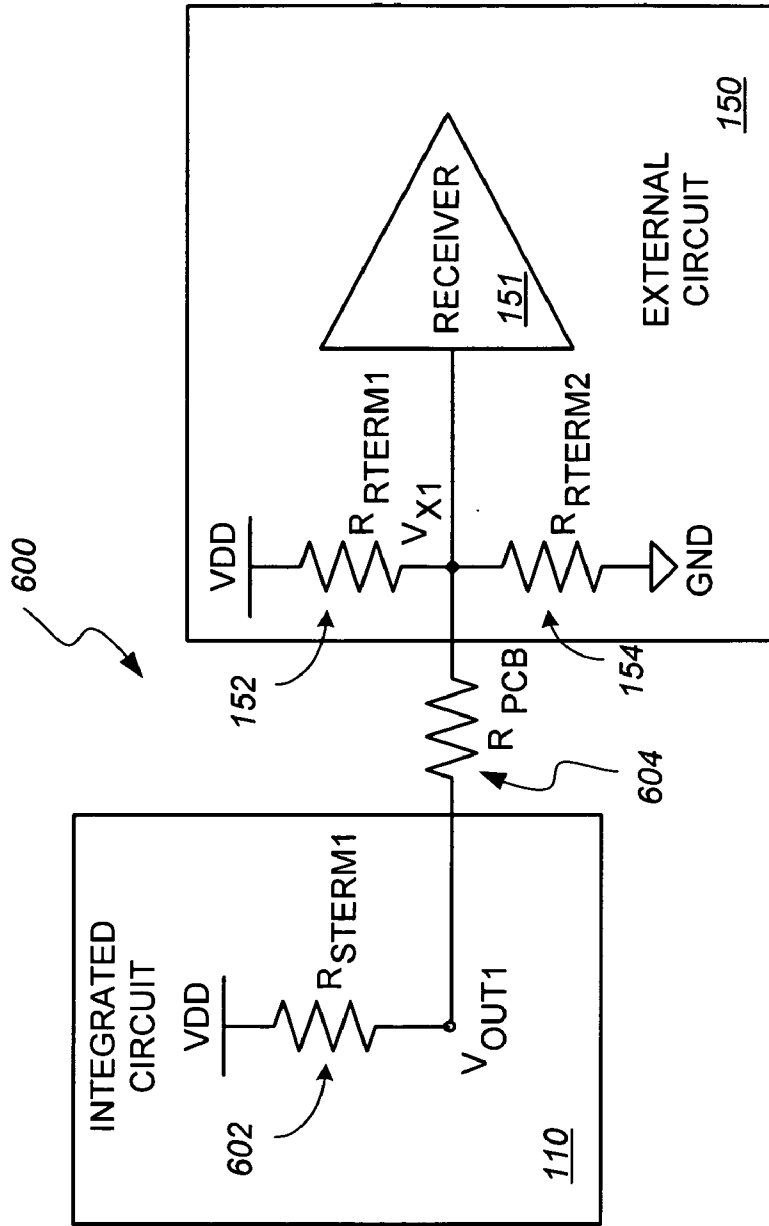 600
INTEGRATED
CIRCUIT
VDD
602
RSTERM1
VOUT1
110
RPCB
604
VDD
152
RRTERM1
VX1
RECEIVER
151
RRTERM2
154
GND
EXTERNAL
CIRCUIT
150